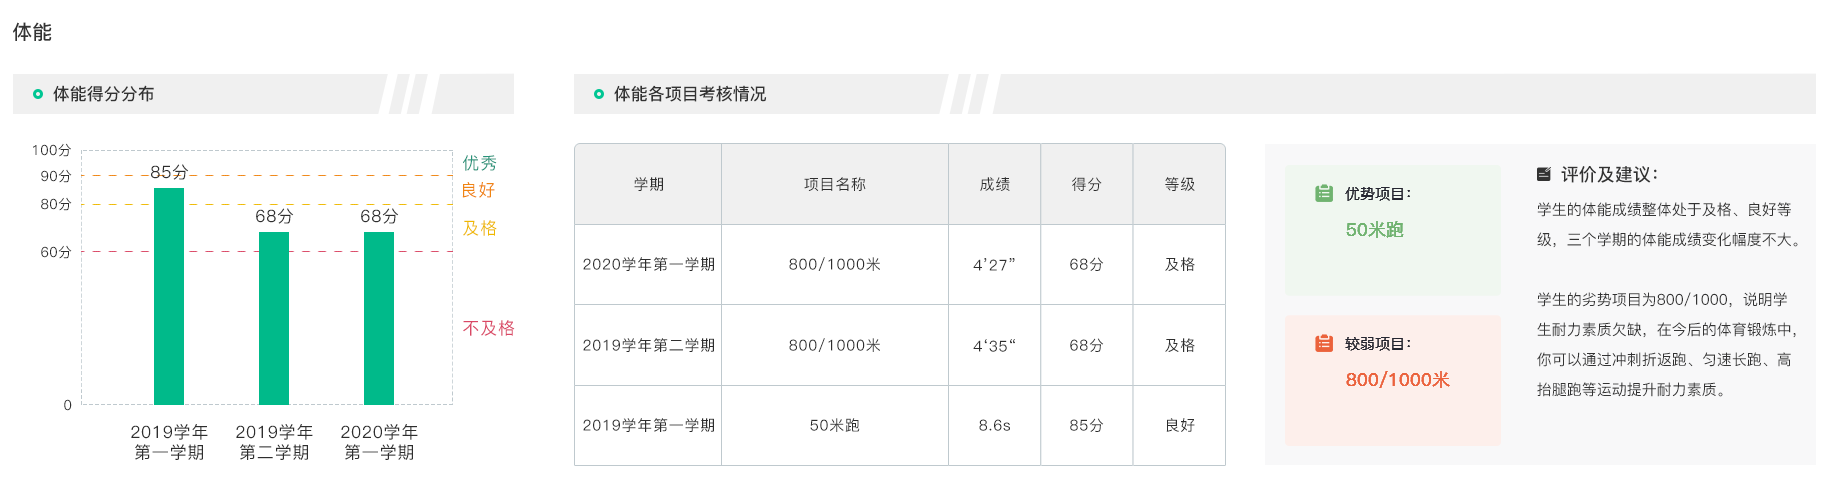 体能
体能得分分布
100分
90分
80分
60分
0
85分
68分
68分
优秀
良好
及格
不及格
2019学年
第一学期
2019学年
第二学期
2020学年
第一学期
体能各项目考核情况
学期 项目名称 成绩 得分 等级
2020学年第一学期 800/1000米 4’27” 68分 及格
2019学年第二学期 800/1000米 4‘35“ 68分 及格
2019学年第一学期 50米跑 8.6s 85分 良好
优势项目：
50米跑
较弱项目：
800/1000米
评价及建议：
学生的体能成绩整体处于及格、良好等
级，三个学期的体能成绩变化幅度不大。
学生的劣势项目为800/1000，说明学
生耐力素质欠缺，在今后的体育锻炼中，
你可以通过冲刺折返跑、匀速长跑、高
抬腿跑等运动提升耐力素质。